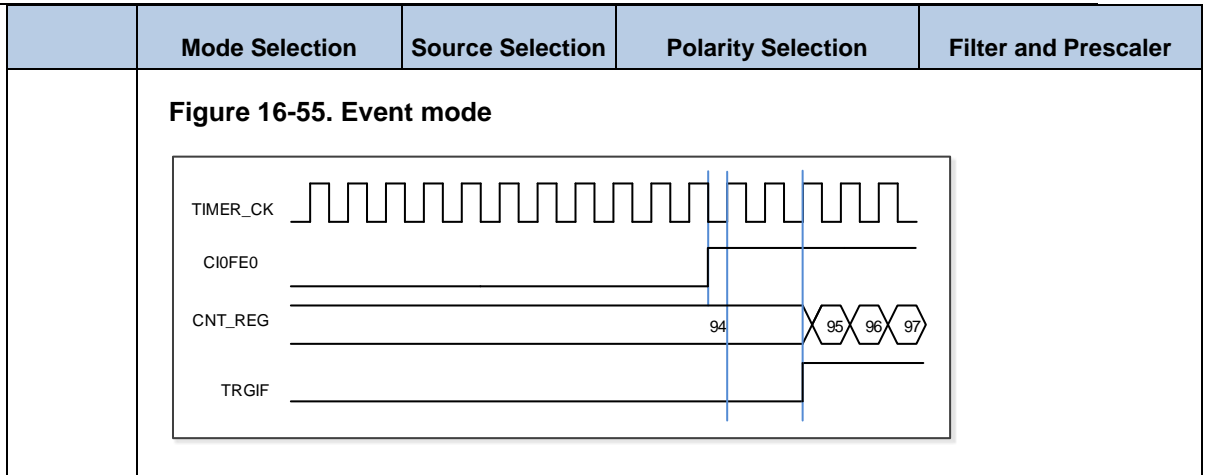 Mode Selection Source Selection Polarity Selection Filter and Prescaler
Figure 16-55. Event mode
TIMER_CK
CI0FE0
CNT_REG 94 95 96 97
TRGIF